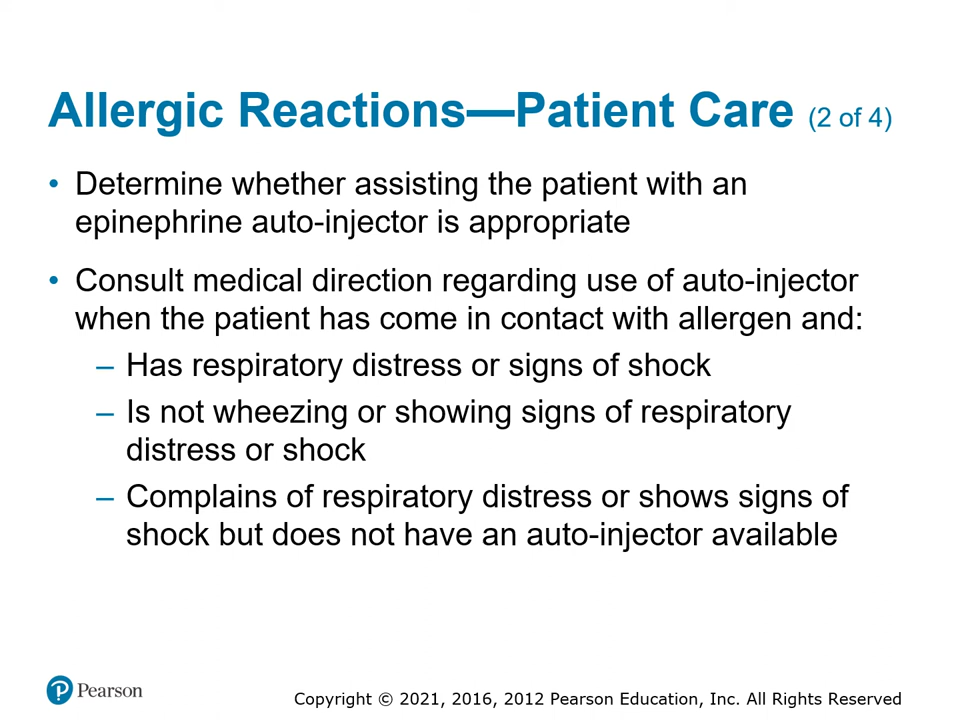 Allergic Reactions—Patient Care (2 of 4)
• Determine whether assisting the patient with an
epinephrine auto-injector is appropriate
• Consult medical direction regarding use of auto-injector
when the patient has come in contact with allergen and:
– Has respiratory distress or signs of shock
– Is not wheezing or showing signs of respiratory
distress or shock
– Complains of respiratory distress or shows signs of
shock but does not have an auto-injector available
P Pearson
Copyright © 2021, 2016, 2012 Pearson Education, Inc. All Rights Reserved